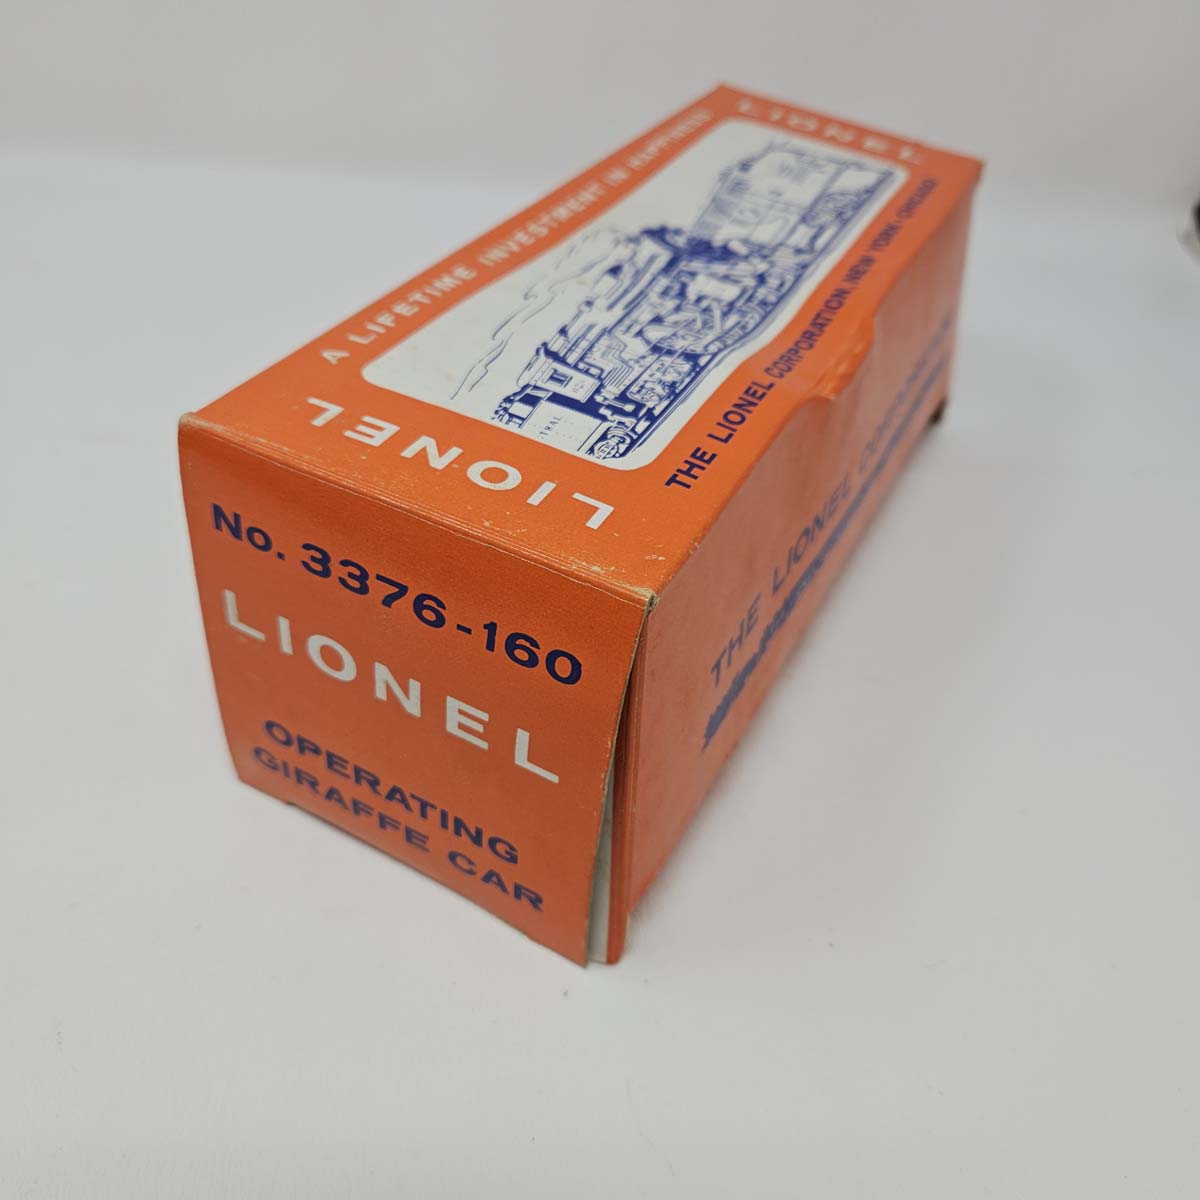 LIONEL
A LIFETIME INVESTMENT IN HAPPINESS
THE LIONEL CORPORATION, NEW YORK • CHICAGO
LIONEL
No. 3376-160
LIONEL
OPERATING
GIRAFFE CAR
THE LIONEL